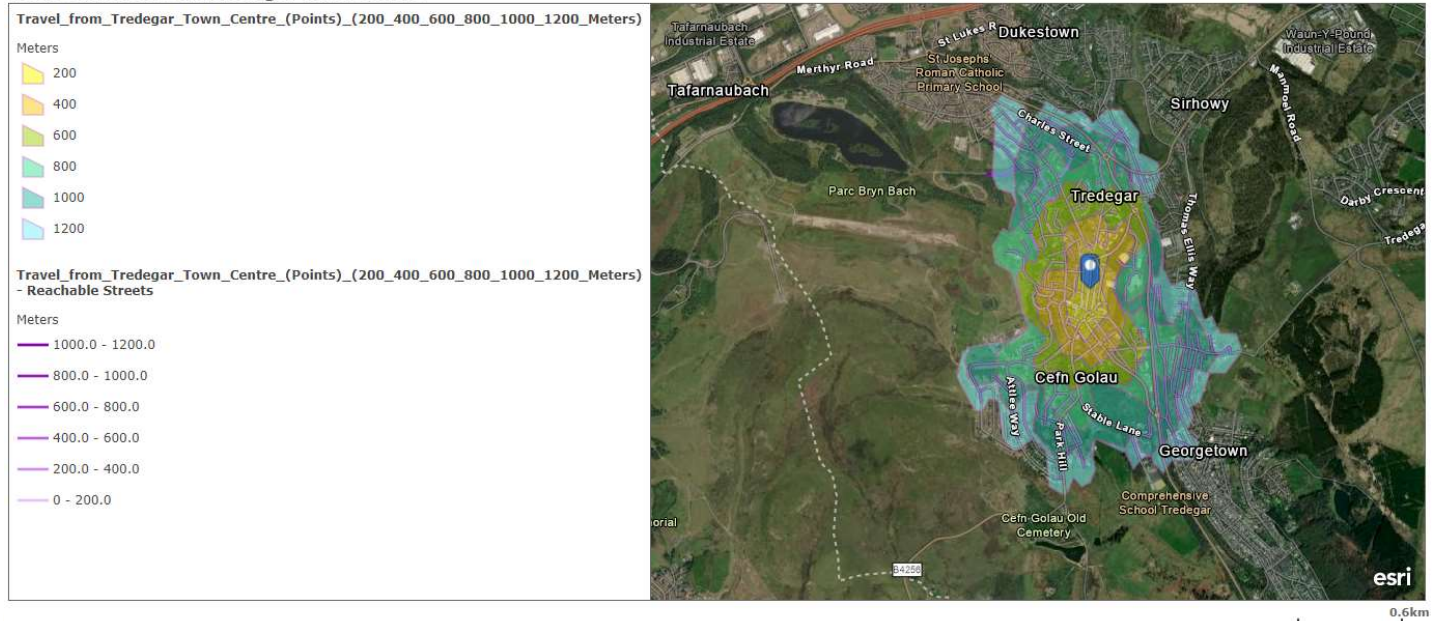 Travel_from_Tredegar_Town_Centre_(Points)_(200_400_600_800_1000_1200_Meters)
Meters
200
400
600
800
1000
1200
Travel_from_Tredegar_Town_Centre_(Points)_(200_400_600_800_1000_1200_Meters)
- Reachable Streets
Meters
1000.0 - 1200.0
800.0 - 1000.0
600.0 - 800.0
400.0 - 600.0
200.0 - 400.0
0 - 200.0
Tafarnaubach
Industrial Estate
St Lukes R
Dukestown
Waun-Y-Pound
Industrial Estate
Merthyr Road
St Josephs'
Roman Catholic
Primary School
Tafarnaubach
Manmoel Road
Sirhowy
Charles Street
Parc Bryn Bach
Tredegar
Darby Crescent
Thomas Ellis Way
Tredega
Cefn Golau
Attlee Way
Stable Lane
Park Hill
Georgetown
Comprehensive
School Tredegar
Cefn Golau Old
Cemetery
orial
B4256
esri
0.6km